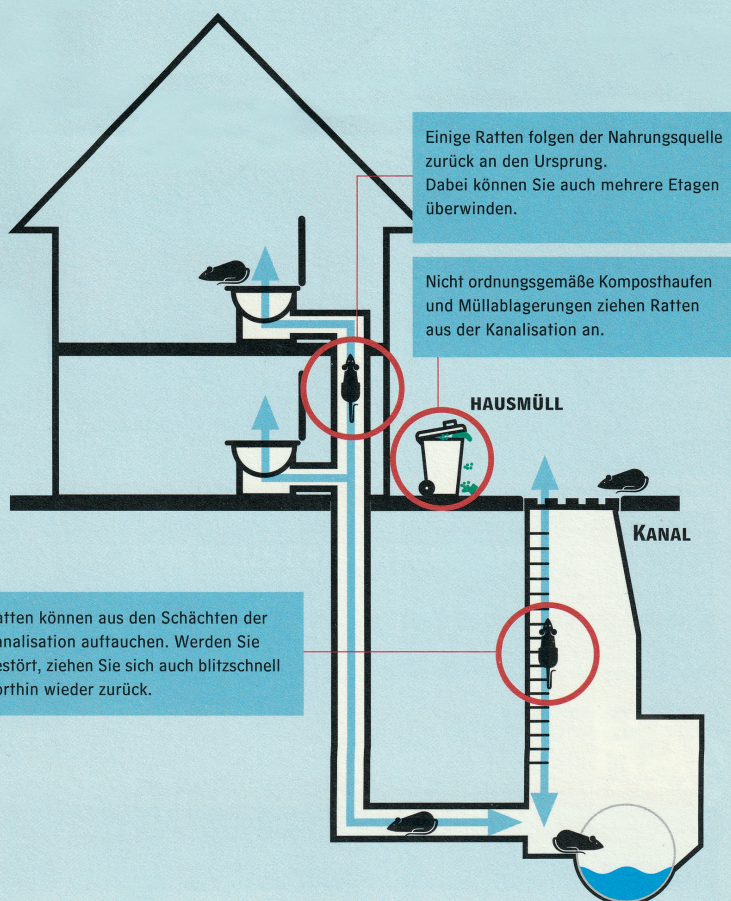 Einige Ratten folgen der Nahrungsquelle
zurück an den Ursprung.
Dabei können Sie auch mehrere Etagen
überwinden.
Nicht ordnungsgemäße Komposthaufen
und Müllablagerungen ziehen Ratten
aus der Kanalisation an.
HAUSMÜLL
KANAL
atten können aus den Schächten der
analisation auftauchen. Werden Sie
estört, ziehen Sie sich auch blitzschnell
orthin wieder zurück.